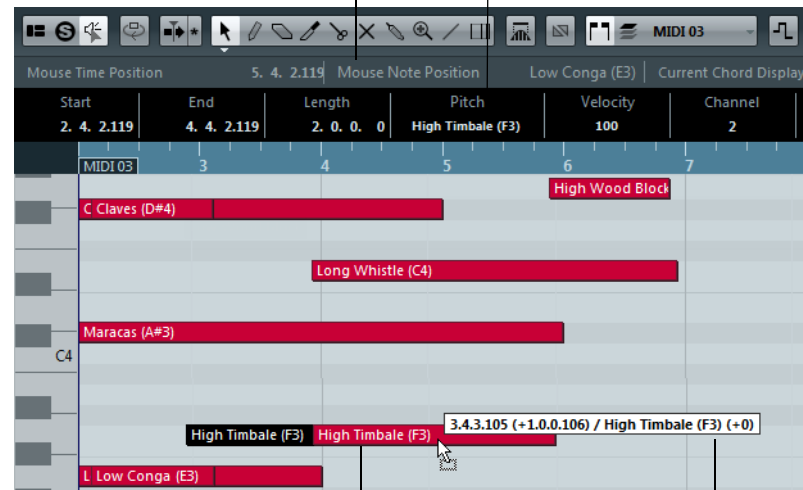 MIDI 03
Mouse Time Position 5. 4. 2.119 Mouse Note Position Low Conga (E3) Current Chord Display
Start End Length Pitch Velocity Channel
2. 4. 2.119 4. 4. 2.119 2. 0. 0. 0 High Timbale (F3) 100 2
MIDI 03 3 4 5 6 7
High Wood Block
C Claves (D#4)
Long Whistle (C4)
Maracas (A#3)
C4
3.4.3.105 (+1.0.0.106) / High Timbale (F3) (+0)
High Timbale (F3) High Timbale (F3)
L Low Conga (E3)